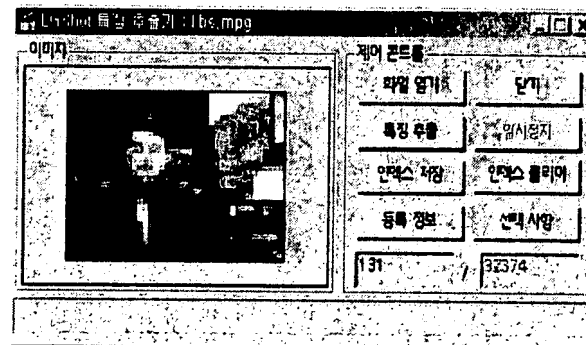 특징 추출기 : lbs.mpg
이미지
제어 콘트롤
화일 열기 닫기
특징 추출 일시정지
인덱스 저장 인덱스 클리어
등록 정보 선택 사항
131 / 32374